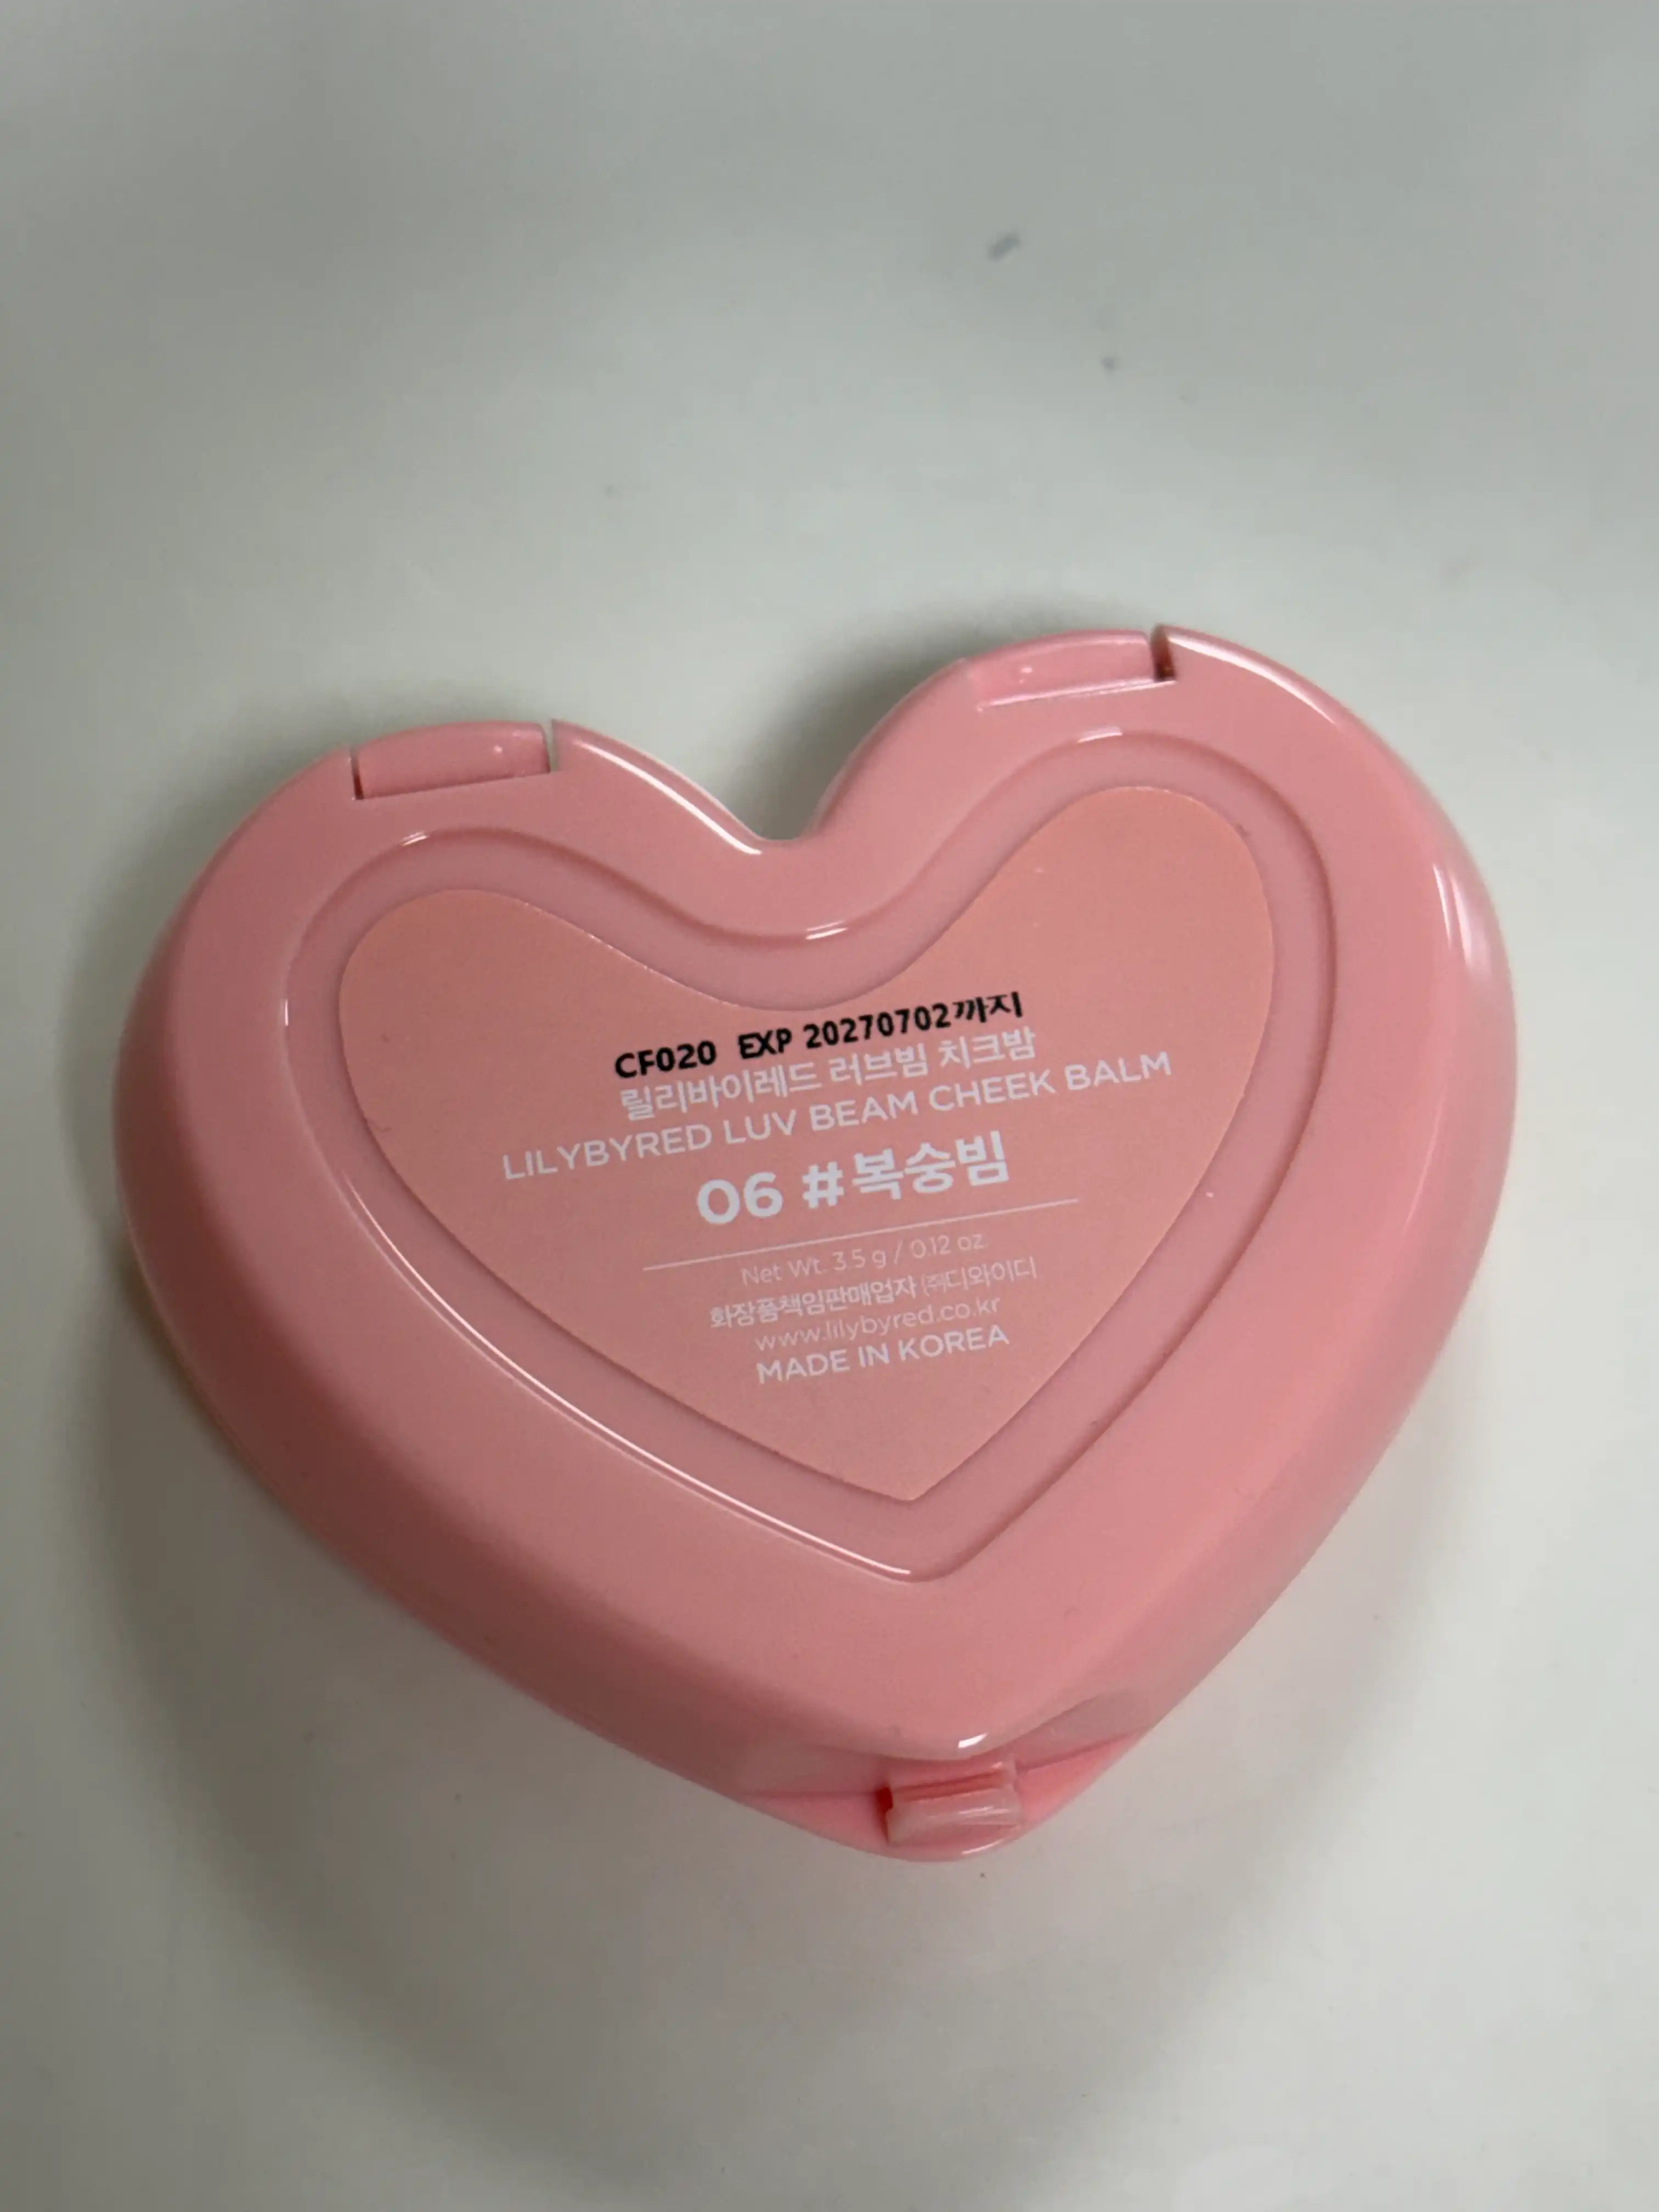 CF020 EXP 20270702까지
릴리바이레드 러브빔 치크밤
LILYBYRED LUV BEAM CHEEK BALM
06 #복숭빔
Net Wt. 3.5 g / 0.12 oz.
화장품책임판매업자 ㈜디와이디
www.lilybyred.co.kr
MADE IN KOREA